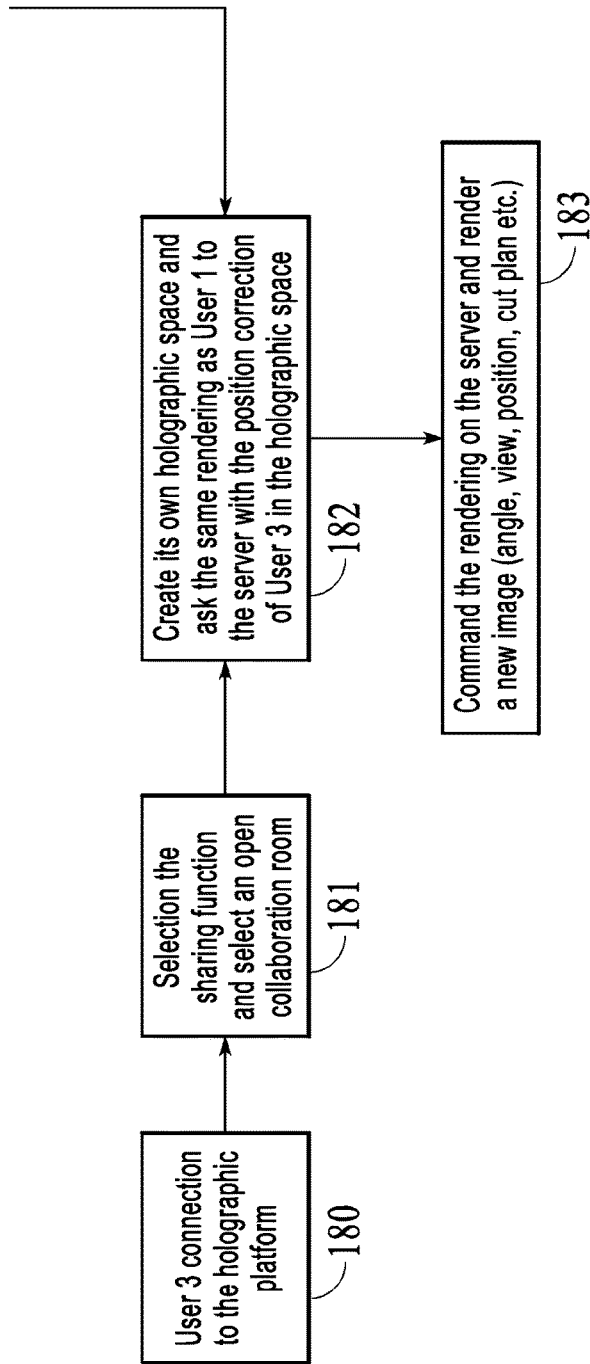 User 3 connection
to the holographic
platform
180
Selection the
sharing function
and select an open
collaboration room
181
Create its own holographic space and
ask the same rendering as User 1 to
the server with the position correction
of User 3 in the holographic space
182
Command the rendering on the server and render
a new image (angle, view, position, cut plan etc.)
183